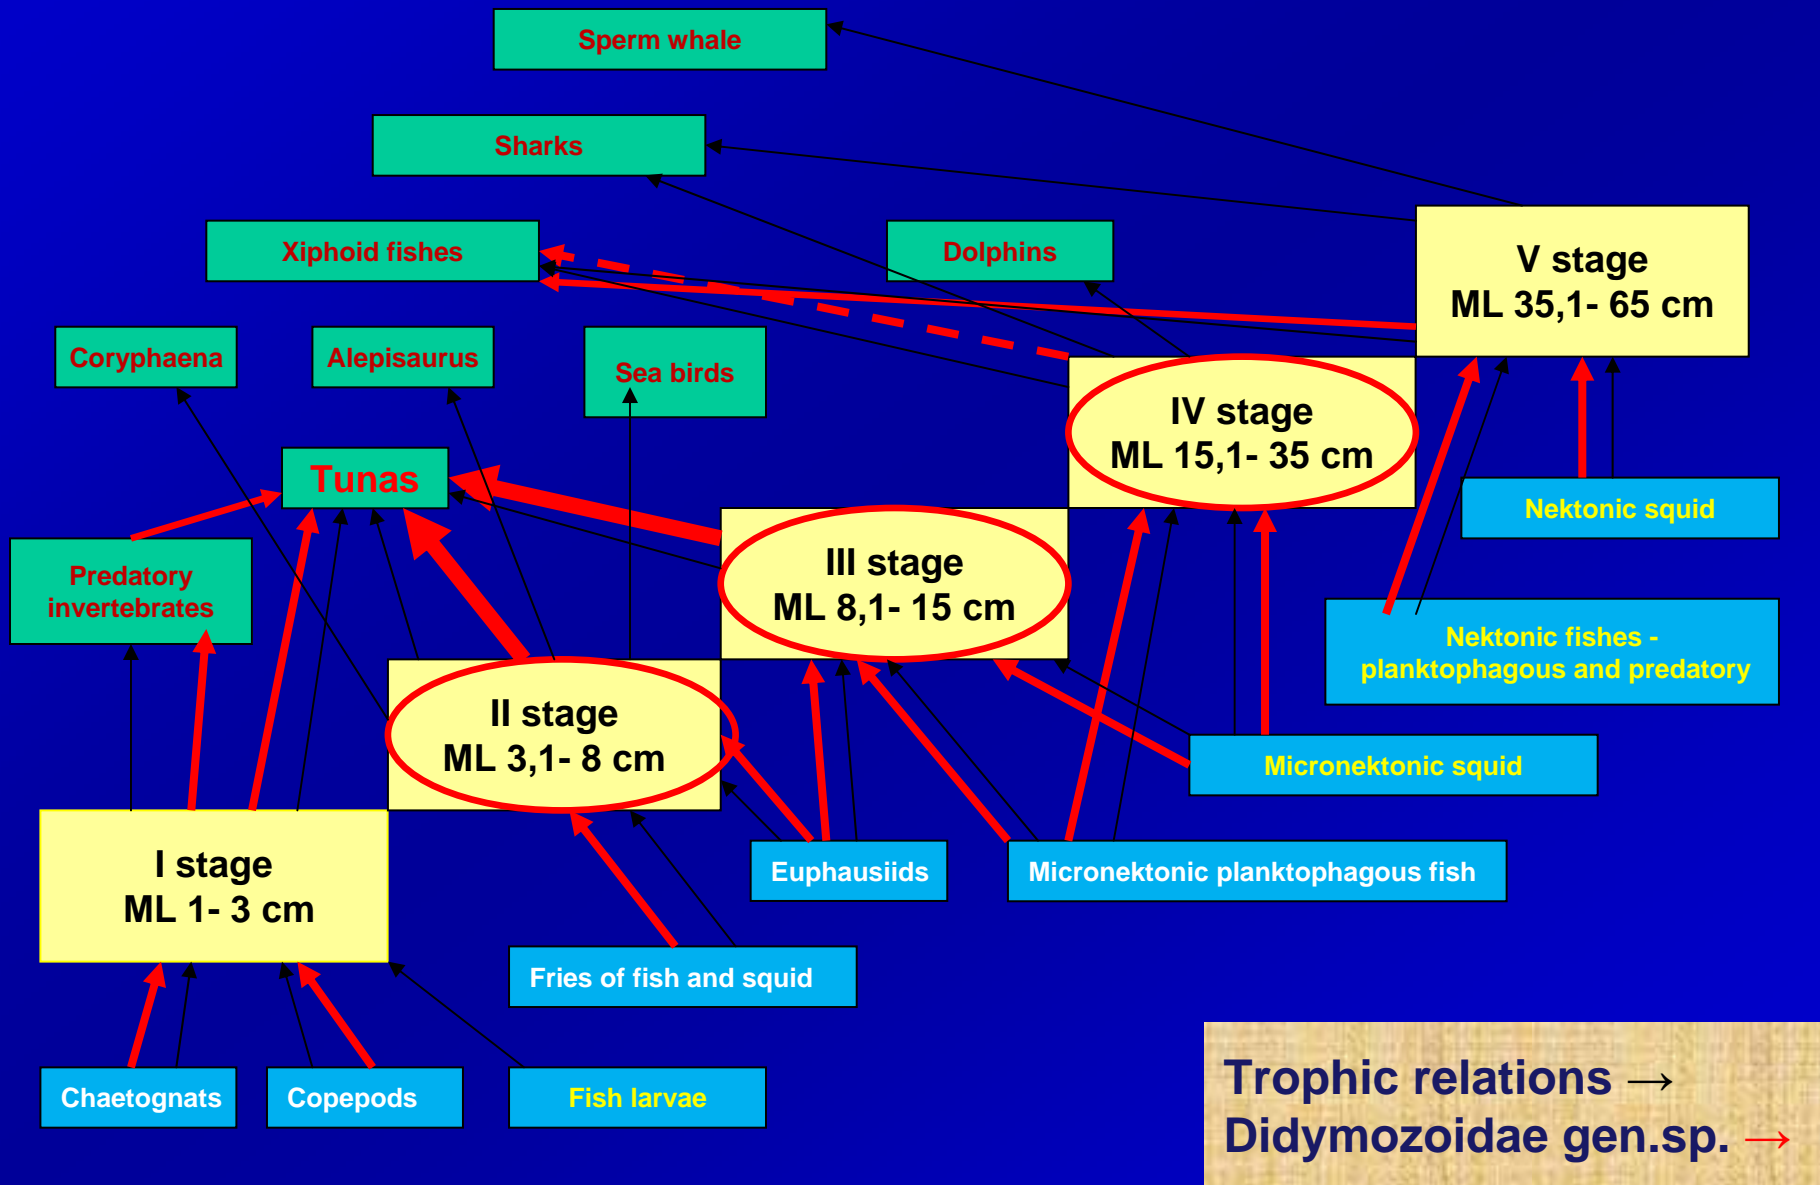 Sperm whale
Sharks
Xiphoid fishes
Dolphins
V stage
ML 35,1- 65 cm
Coryphaena
Alepisaurus
Sea birds
IV stage
ML 15,1- 35 cm
Tunas
Nektonic squid
Predatory
invertebrates
III stage
ML 8,1- 15 cm
Nektonic fishes -
planktophagous and predatory
II stage
ML 3,1- 8 cm
Micronektonic squid
I stage
ML 1- 3 cm
Euphausiids
Micronektonic planktophagous fish
Fries of fish and squid
Chaetognats
Copepods
Fish larvae
Trophic relations →
Didymozoidae gen.sp. →